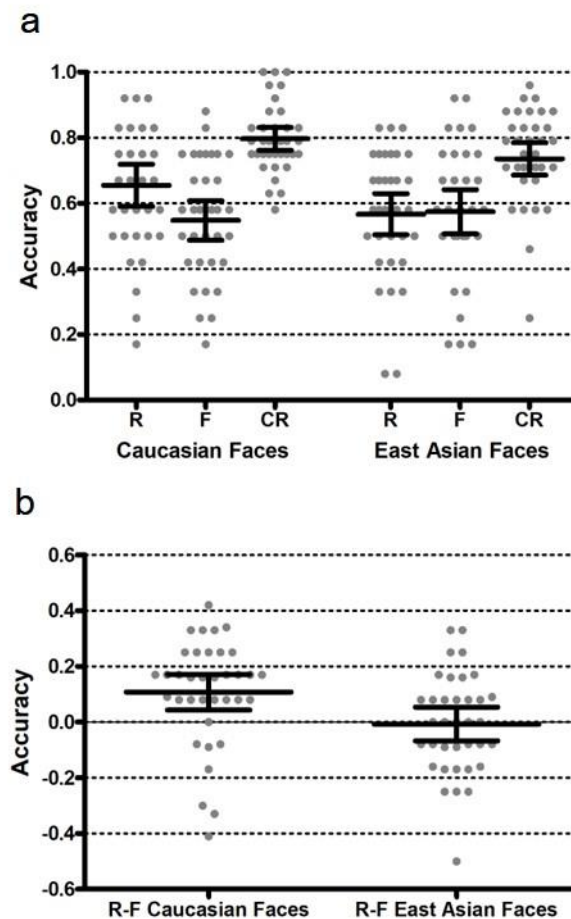 a
1.0
0.8
0.6
0.4
0.2
0.0
Accuracy
R F CR R F CR
Caucasian Faces East Asian Faces
b
0.6
0.4
0.2
0.0
-0.2
-0.4
-0.6
Accuracy
R-F Caucasian Faces R-F East Asian Faces